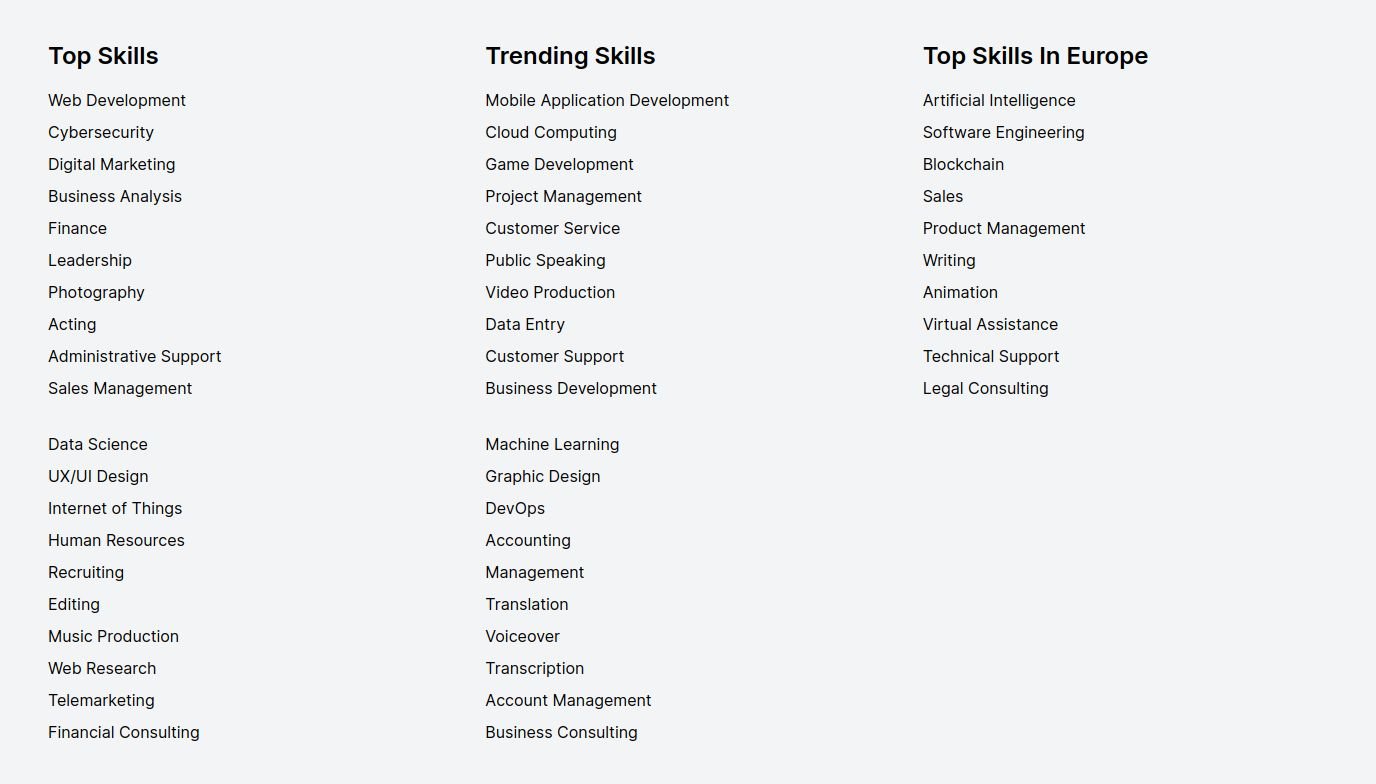 Top Skills
Web Development
Cybersecurity
Digital Marketing
Business Analysis
Finance
Leadership
Photography
Acting
Administrative Support
Sales Management
Trending Skills
Mobile Application Development
Cloud Computing
Game Development
Project Management
Customer Service
Public Speaking
Video Production
Data Entry
Customer Support
Business Development
Top Skills In Europe
Artificial Intelligence
Software Engineering
Blockchain
Sales
Product Management
Writing
Animation
Virtual Assistance
Technical Support
Legal Consulting
Data Science
UX/UI Design
Internet of Things
Human Resources
Recruiting
Editing
Music Production
Web Research
Telemarketing
Financial Consulting
Machine Learning
Graphic Design
DevOps
Accounting
Management
Translation
Voiceover
Transcription
Account Management
Business Consulting